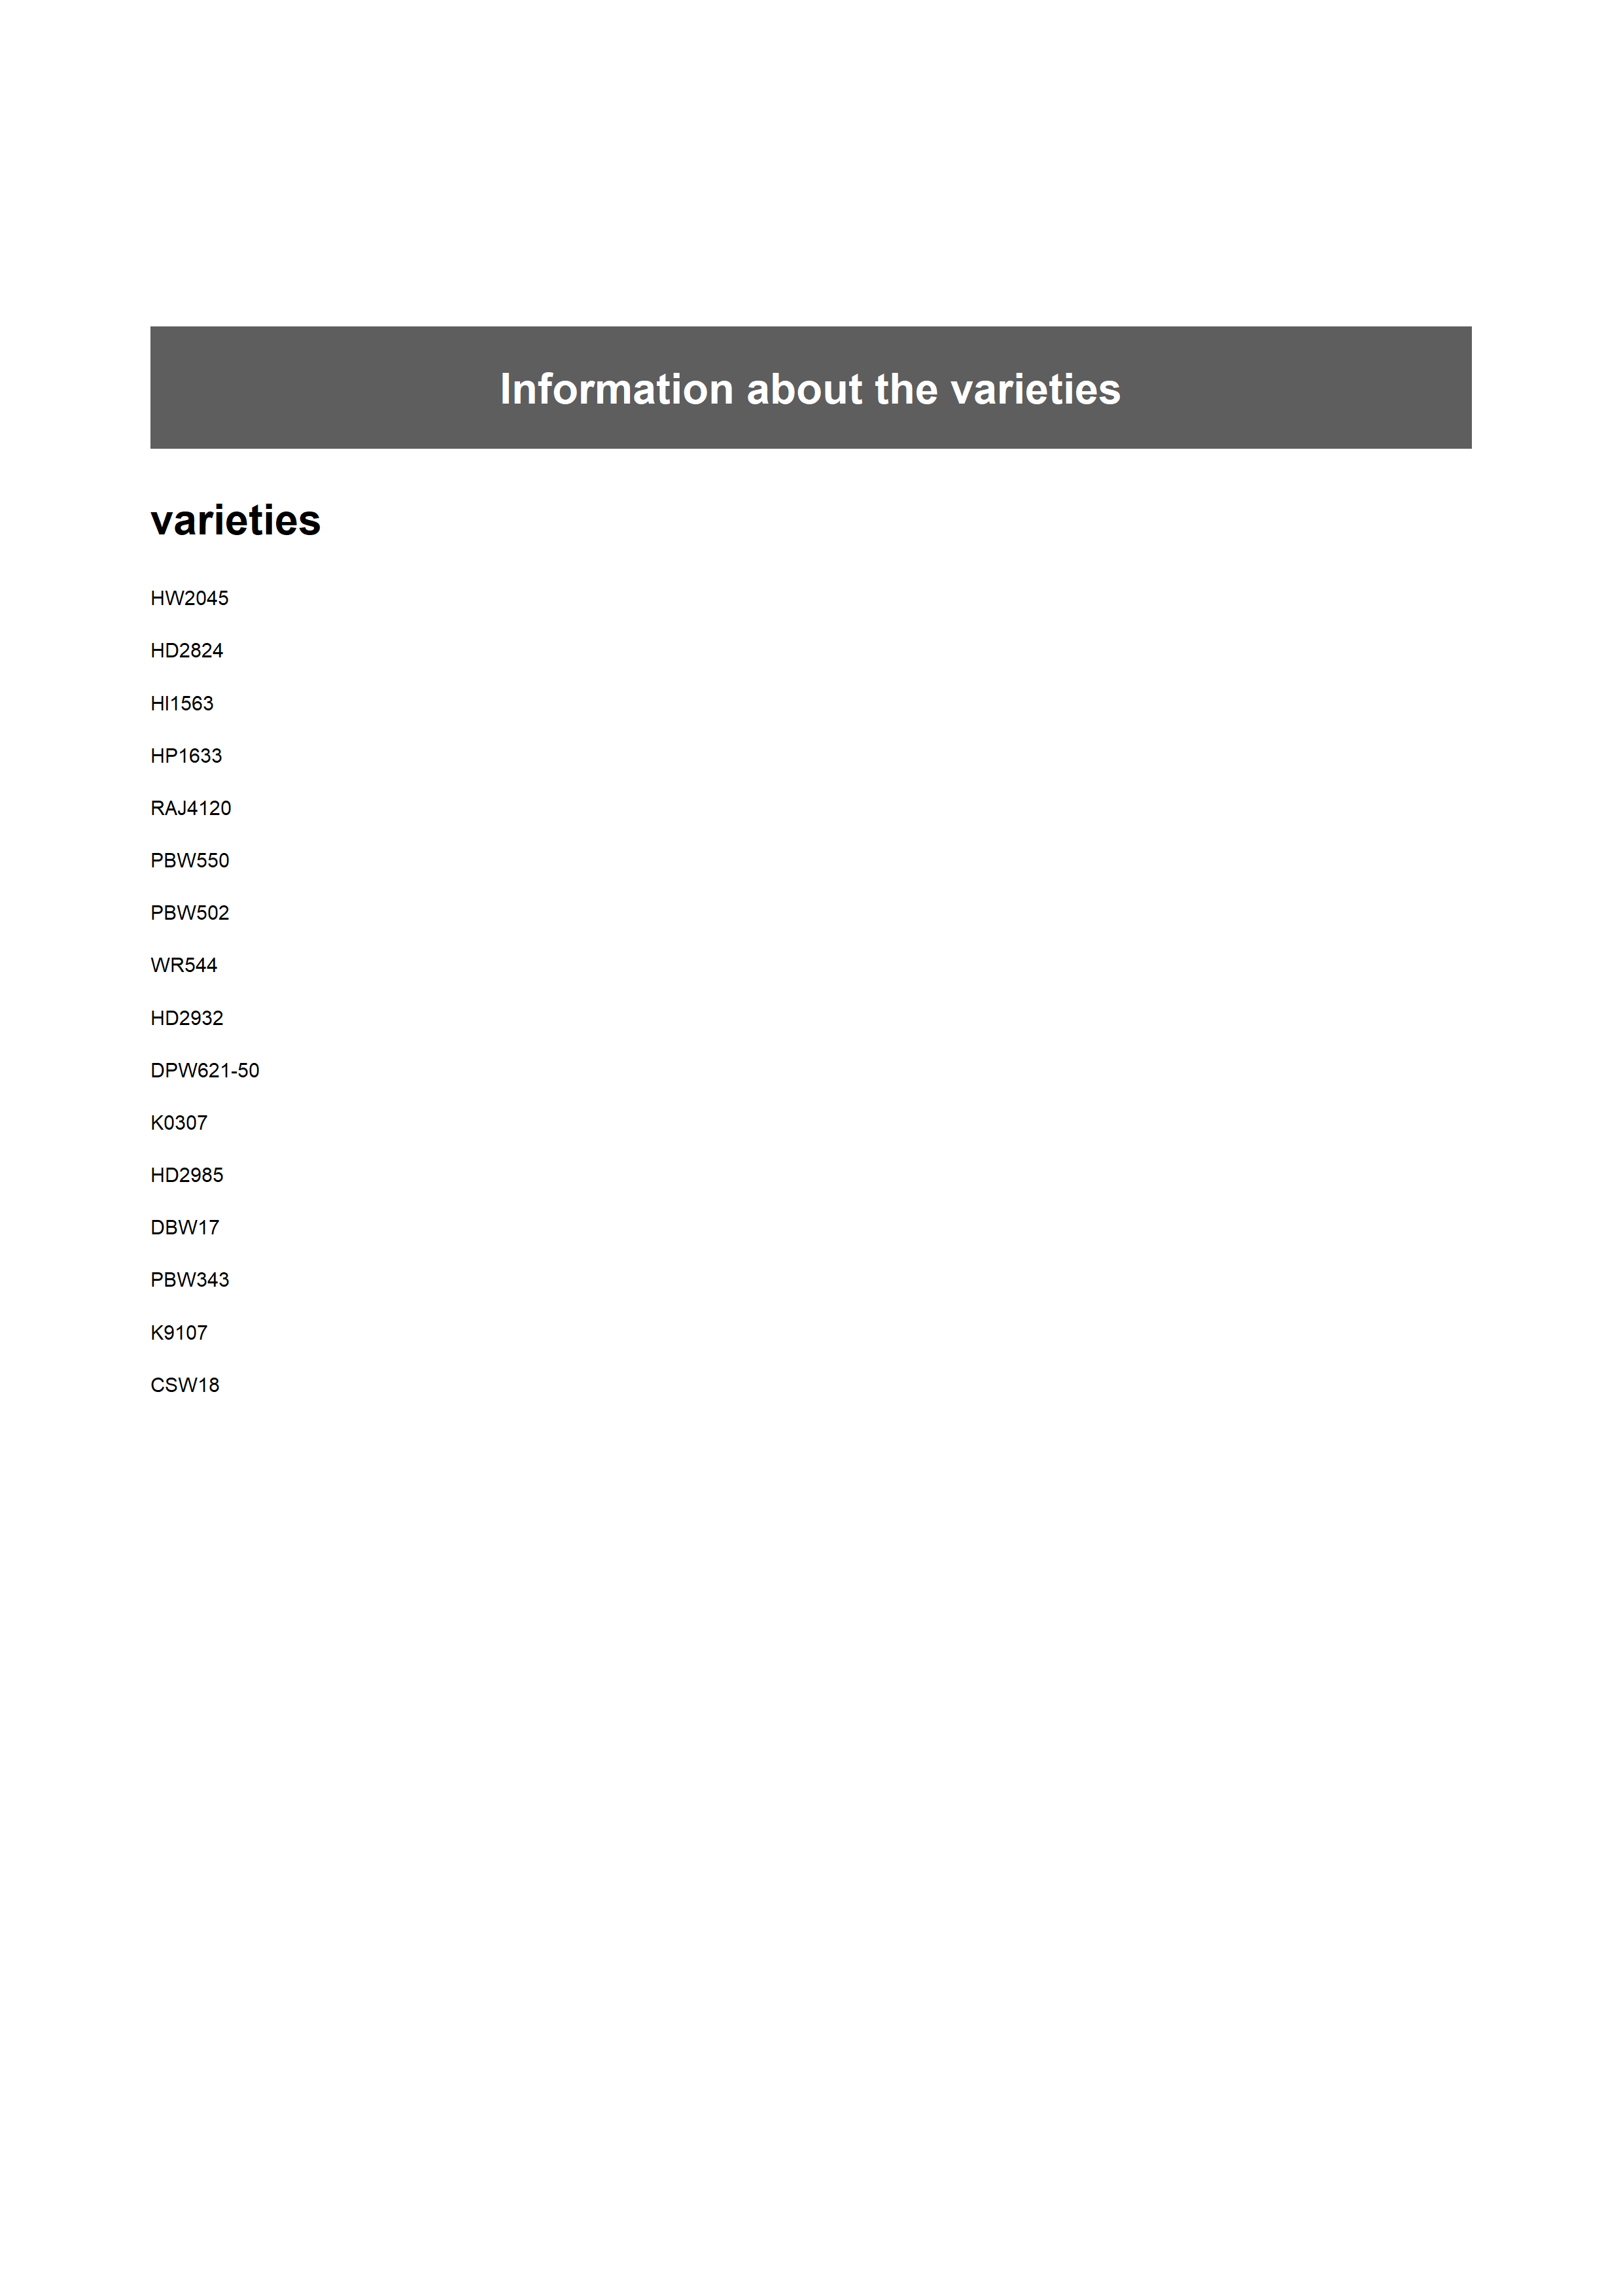 Information about the varieties
varieties
HW2045
HD2824
HI1563
HP1633
RAJ4120
PBW550
PBW502
WR544
HD2932
DPW621-50
K0307
HD2985
DBW17
PBW343
K9107
CSW18